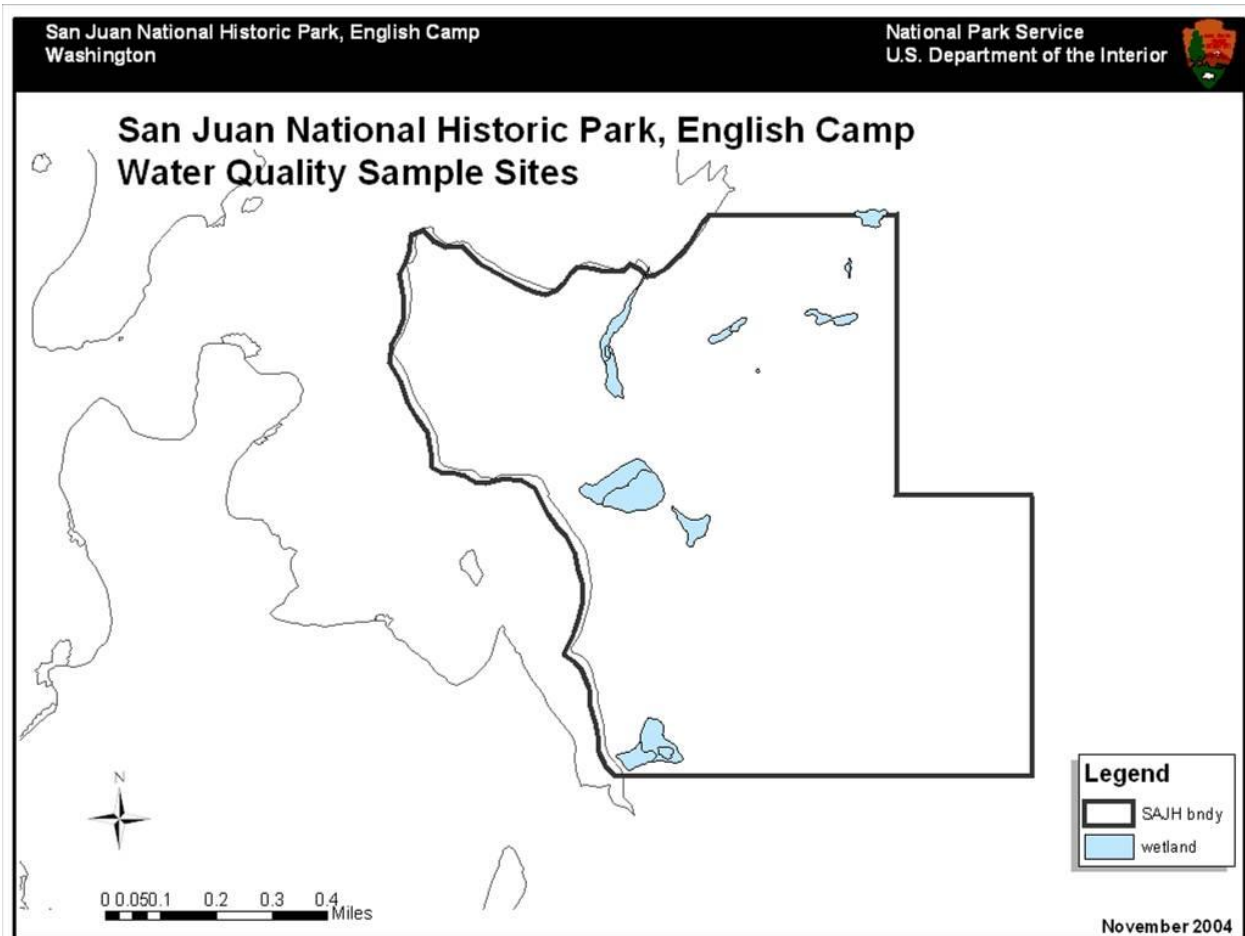 San Juan National Historic Park, English Camp
Washington
National Park Service
U.S. Department of the Interior
San Juan National Historic Park, English Camp
Water Quality Sample Sites
N
0 0.050.1 0.2 0.3 0.4
Miles
Legend
SAJH bndy
wetland
November 2004